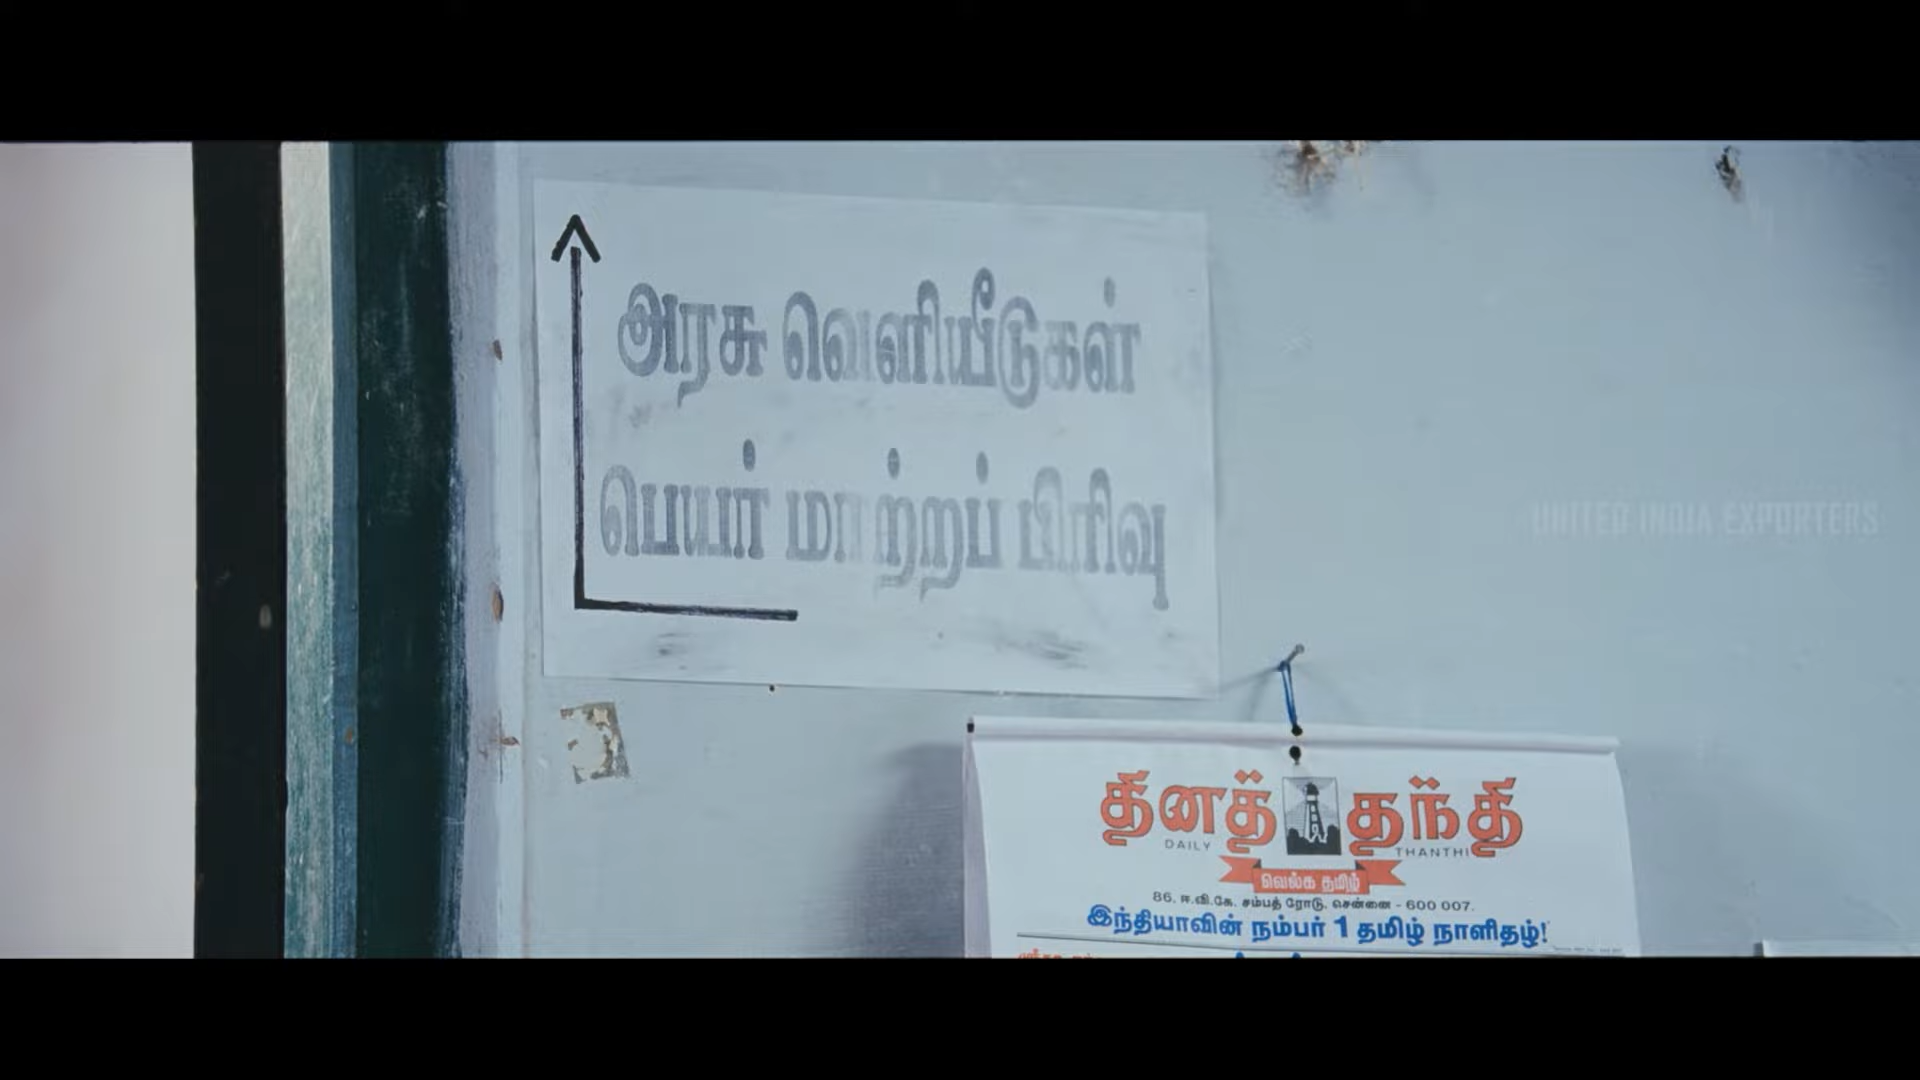 அரசு வெளியீடுகள்
பெயர் மாற்றப் பிரிவு
UNITED INDIA EXPORTERS
தினத் தந்தி
DAILY THANTHI
வெல்க தமிழ்
86, ஈ.வி.கே. சம்பத் ரோடு, சென்னை - 600 007.
இந்தியாவின் நம்பர் 1 தமிழ் நாளிதழ்!